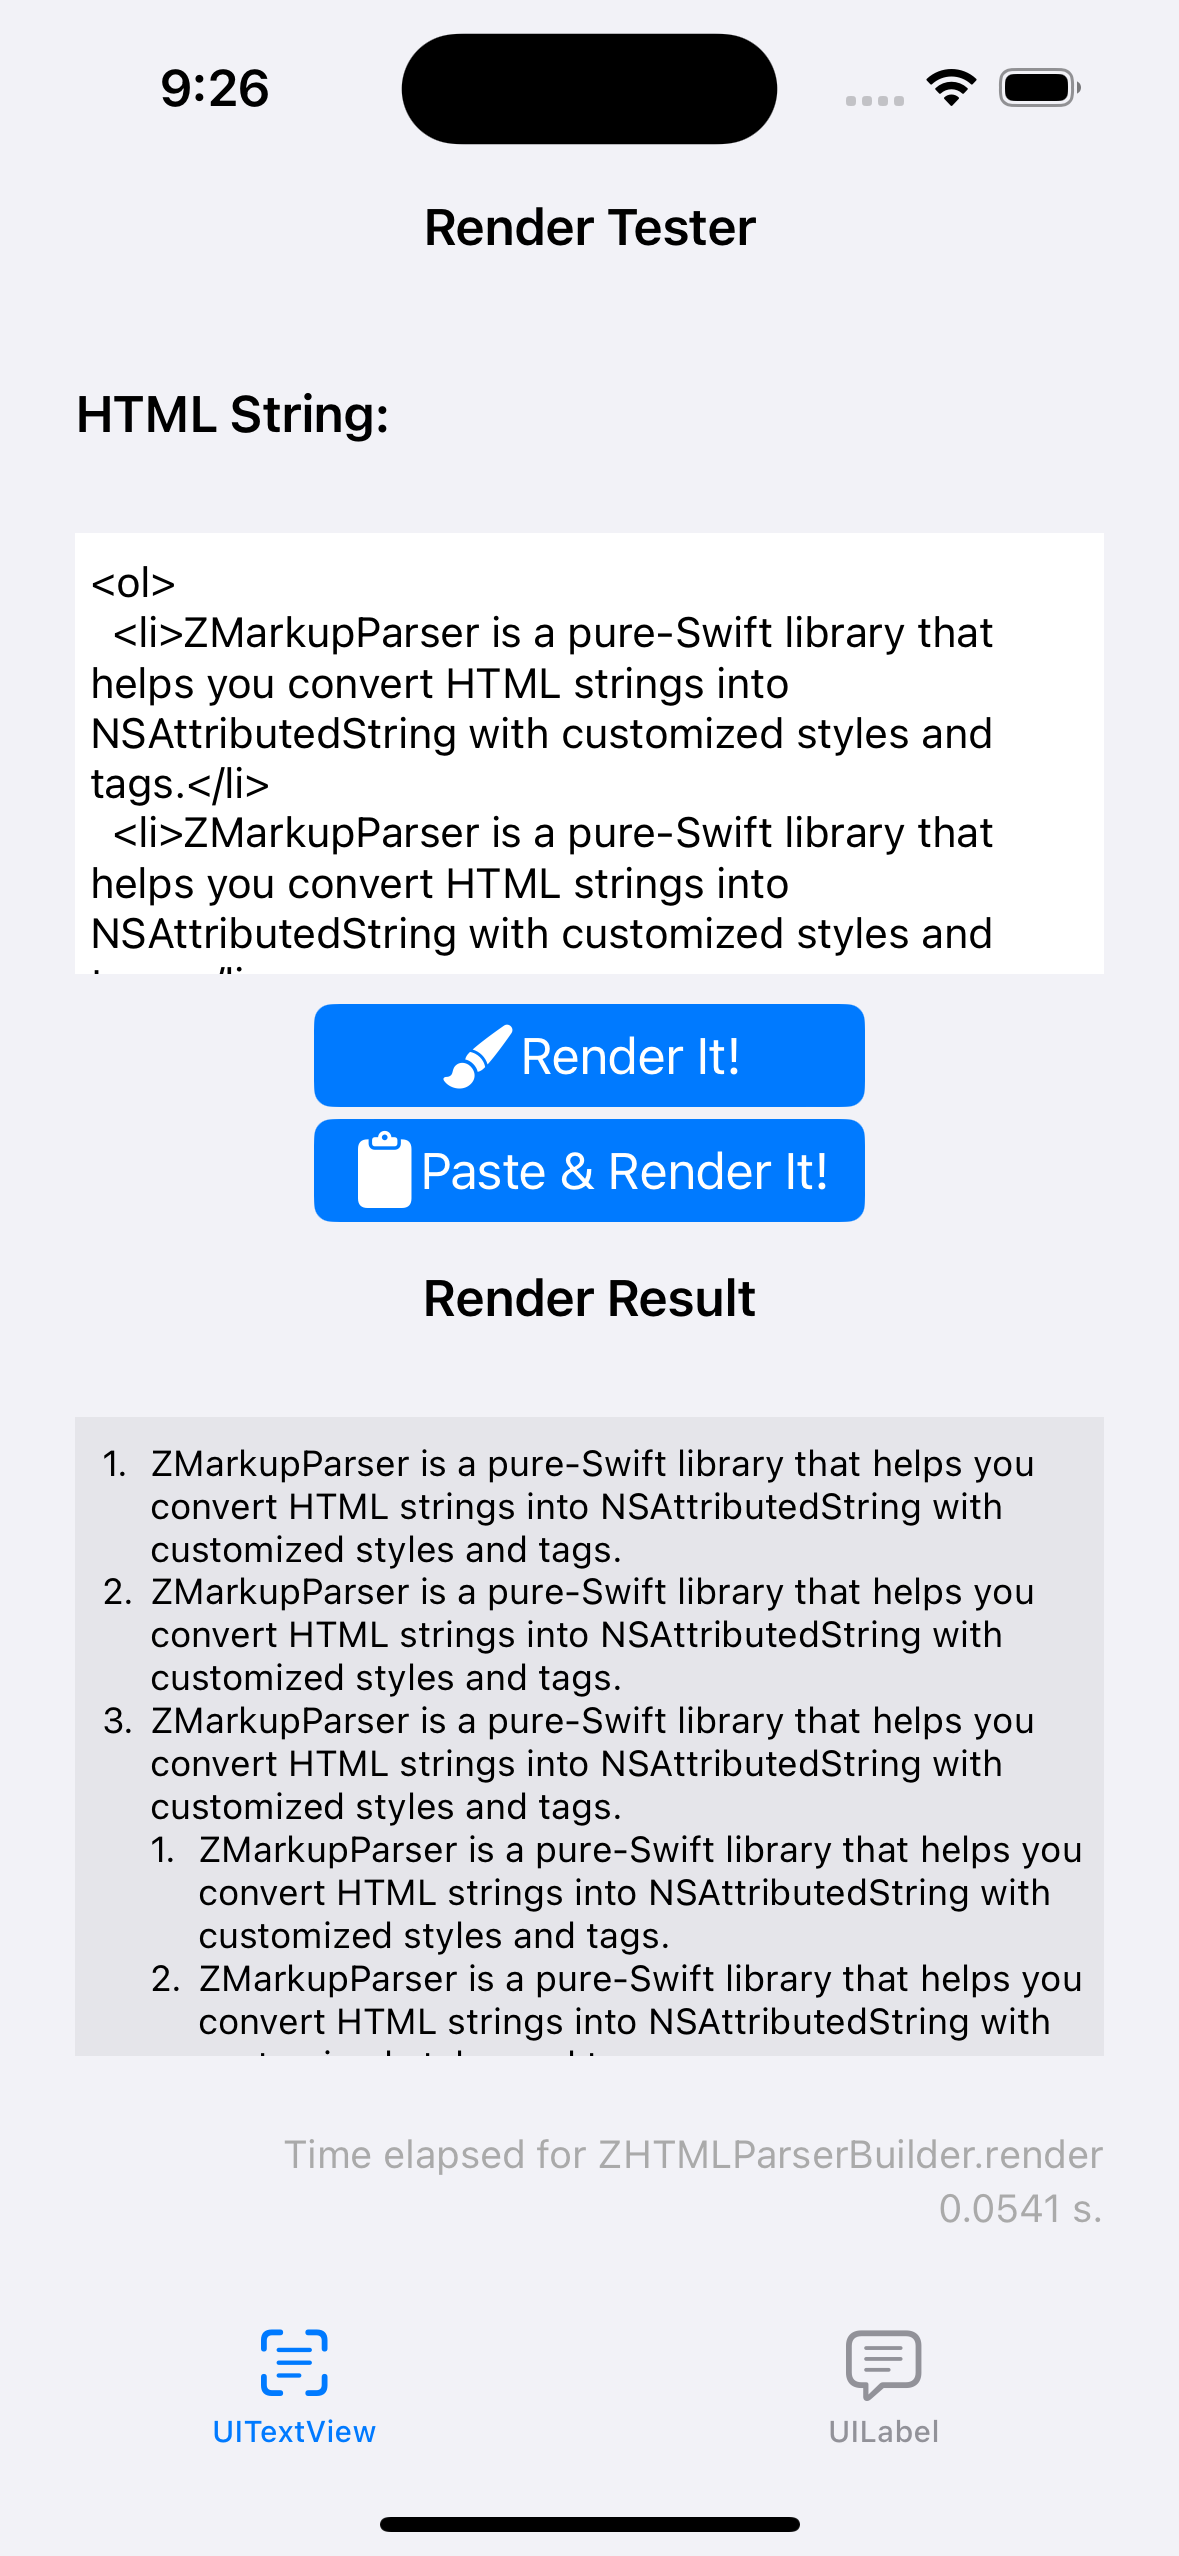 9:26
Render Tester
HTML String:
<ol>
<li>ZMarkupParser is a pure-Swift library that
helps you convert HTML strings into
NSAttributedString with customized styles and
tags.</li>
<li>ZMarkupParser is a pure-Swift library that
helps you convert HTML strings into
NSAttributedString with customized styles and
Render It!
Paste & Render It!
Render Result
1. ZMarkupParser is a pure-Swift library that helps you
convert HTML strings into NSAttributedString with
customized styles and tags.
2. ZMarkupParser is a pure-Swift library that helps you
convert HTML strings into NSAttributedString with
customized styles and tags.
3. ZMarkupParser is a pure-Swift library that helps you
convert HTML strings into NSAttributedString with
customized styles and tags.
1. ZMarkupParser is a pure-Swift library that helps you
convert HTML strings into NSAttributedString with
customized styles and tags.
2. ZMarkupParser is a pure-Swift library that helps you
convert HTML strings into NSAttributedString with
Time elapsed for ZHTMLParserBuilder.render
0.0541 s.
UITextView
UILabel